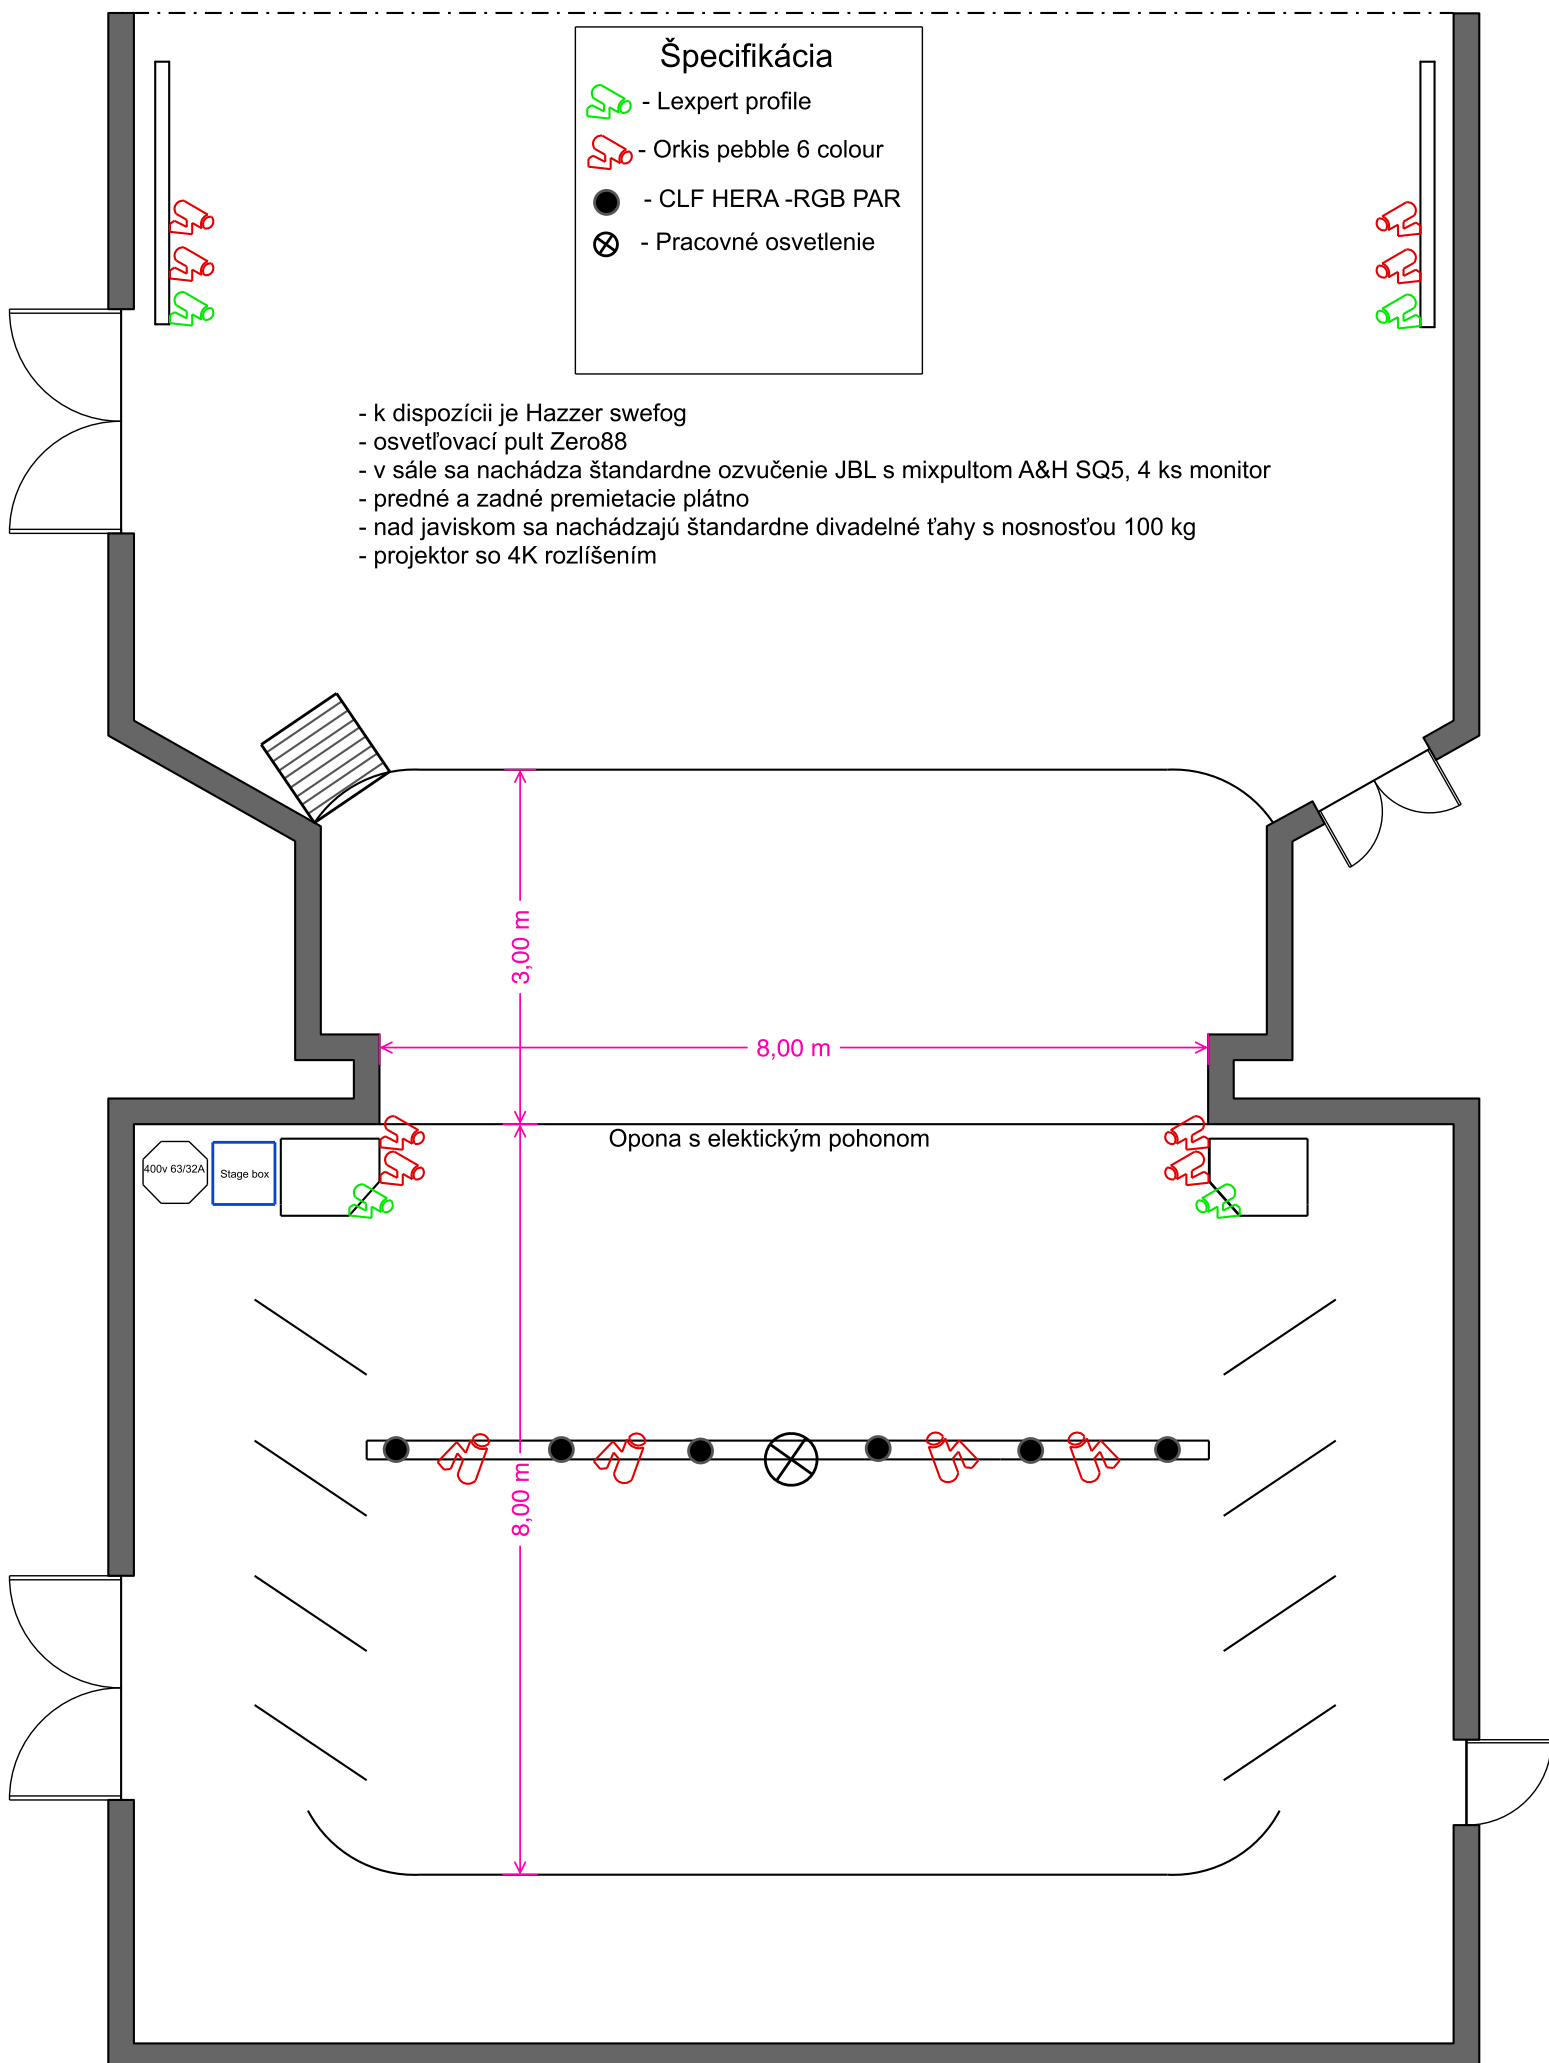 Špecifikácia
- Lexpert profile
- Orkis pebble 6 colour
- CLF HERA -RGB PAR
- Pracovné osvetlenie
- k dispozícii je Hazzer swefog
- osvetľovací pult Zero88
- v sále sa nachádza štandardne ozvučenie JBL s mixpultom A&H SQ5, 4 ks monitor
- predné a zadné premietacie plátno
- nad javiskom sa nachádzajú štandardne divadelné ťahy s nosnosťou 100 kg
- projektor so 4K rozlíšením
3,00 m
8,00 m
Opona s elektickým pohonom
400v 63/32A
Stage box
8,00 m